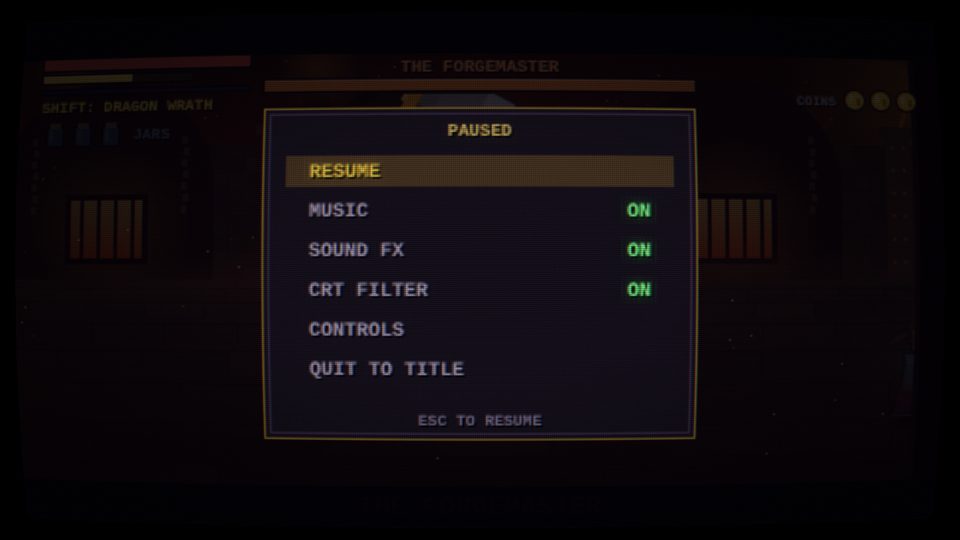 THE FORGEMASTER
SHIFT: DRAGON WRATH
COINS
JARS
PAUSED
RESUME
MUSIC ON
SOUND FX ON
CRT FILTER ON
CONTROLS
QUIT TO TITLE
ESC TO RESUME
THE FORGEMASTER